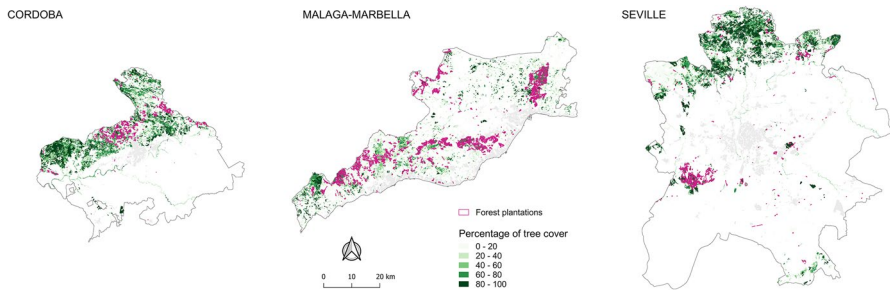 CORDOBA
MALAGA-MARBELLA
SEVILLE
Forest plantations
Percentage of tree cover
0 - 20
20 - 40
40 - 60
60 - 80
80 - 100
0 10 20 km